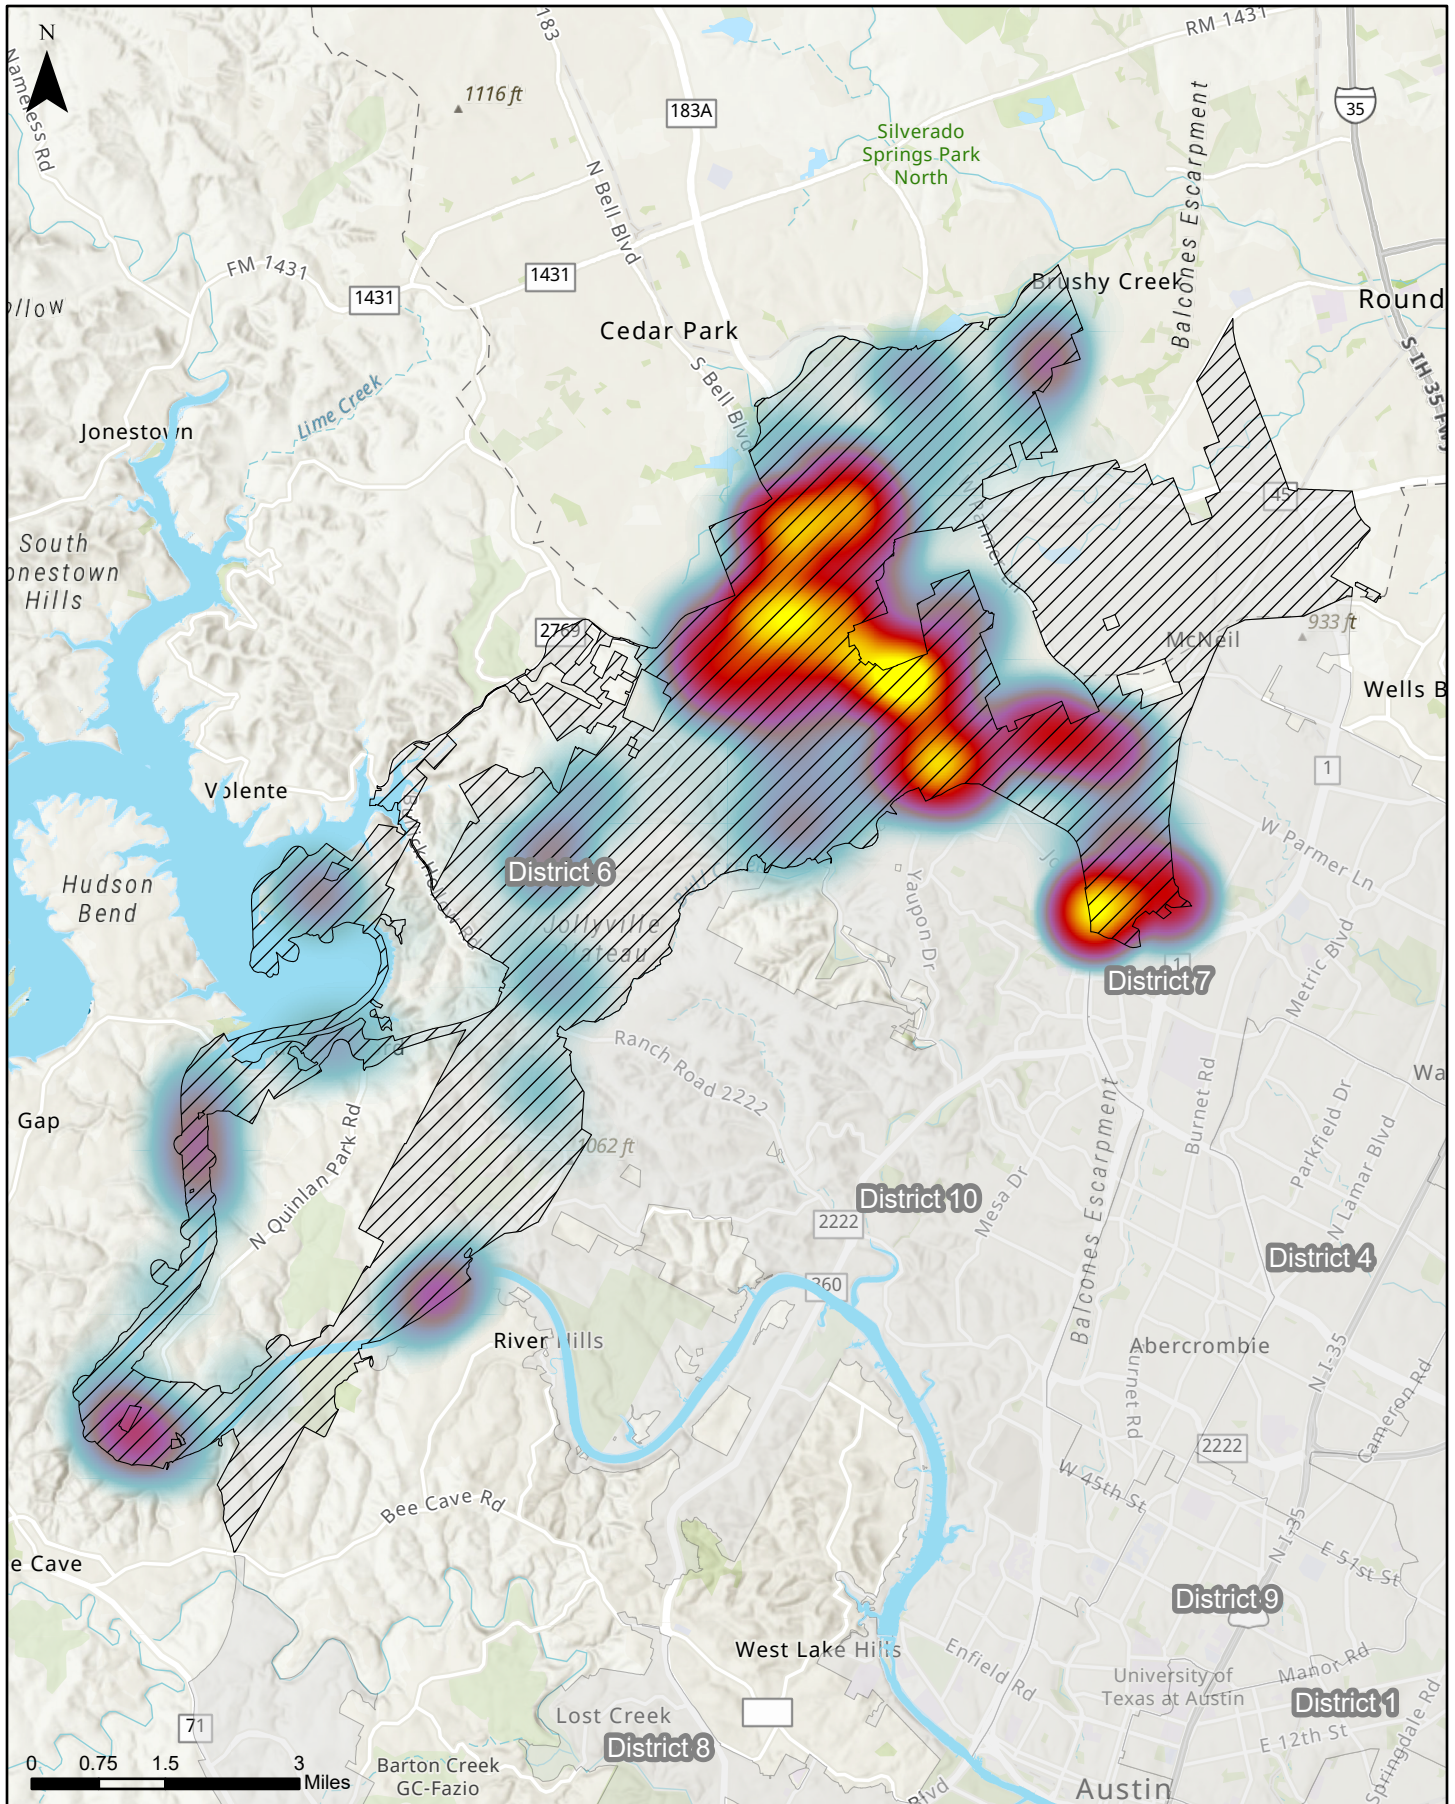 N
Nameless Rd
183
RM 1431
1116 ft
183A
35
Silverado
Springs Park
North
N Bell Blvd
Balcones Escarpment
FM 1431
1431
1431
Brushy Creek
Round
Cedar Park
S Bell Blvd
S IH 35
Lime Creek
Jonestown
45
South
onestown
Hills
2769
933 ft
McNeil
Wells B
1
Volente
W Parmer Ln
District 6
Hudson
Bend
Yaupon Dr
Jollyville
Plateau
Metric Blvd
1
District 7
Ranch Road 2222
Burnet Rd
Wa
Gap
Parkfield Dr
1062 ft
N Quinlan Park Rd
Balcones Escarpment
N Lamar Blvd
District 10
Mesa Dr
2222
District 4
360
River Hills
Abercrombie
N I-35
Cameron Rd
2222
W 45th St
Bee Cave Rd
N I-35
E 51st St
e Cave
District 9
West Lake Hills
Enfield Rd
University of
Texas at Austin
Manor Rd
District 1
Lost Creek
71
District 8
E 12th St
Springdale Rd
0 0.75 1.5 3
Miles
Barton Creek
GC-Fazio
Blvd
Austin